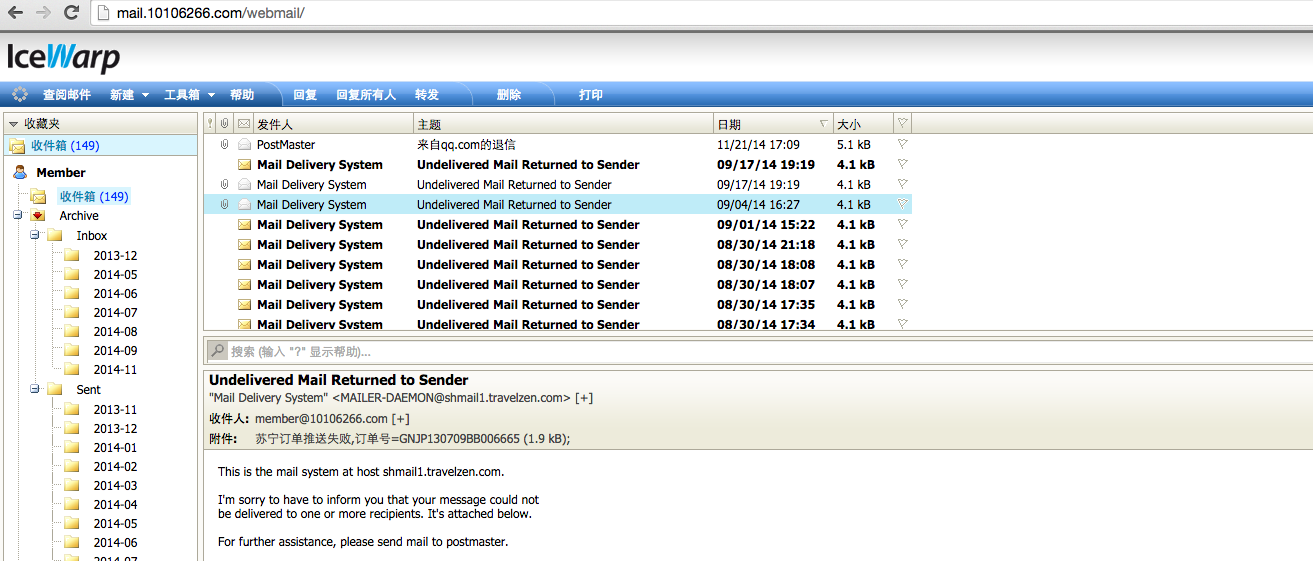 mail.10106266.com/webmail/
IceWarp
查阅邮件 新建 工具箱 帮助 回复 回复所有人 转发 删除 打印
收藏夹
收件箱 (149)
Member
收件箱 (149)
Archive
Inbox
2013-12
2014-05
2014-06
2014-07
2014-08
2014-09
2014-11
Sent
2013-11
2013-12
2014-01
2014-02
2014-03
2014-04
2014-05
2014-06
2014-07
发件人 主题 日期 大小
PostMaster 来自qq.com的退信 11/21/14 17:09 5.1 kB
Mail Delivery System Undelivered Mail Returned to Sender 09/17/14 19:19 4.1 kB
Mail Delivery System Undelivered Mail Returned to Sender 09/17/14 19:19 4.1 kB
Mail Delivery System Undelivered Mail Returned to Sender 09/04/14 16:27 4.1 kB
Mail Delivery System Undelivered Mail Returned to Sender 09/01/14 15:22 4.1 kB
Mail Delivery System Undelivered Mail Returned to Sender 08/30/14 21:18 4.1 kB
Mail Delivery System Undelivered Mail Returned to Sender 08/30/14 18:08 4.1 kB
Mail Delivery System Undelivered Mail Returned to Sender 08/30/14 18:07 4.1 kB
Mail Delivery System Undelivered Mail Returned to Sender 08/30/14 17:35 4.1 kB
Mail Delivery System Undelivered Mail Returned to Sender 08/30/14 17:34 4.1 kB
搜索 (输入 "?" 显示帮助)...
Undelivered Mail Returned to Sender
"Mail Delivery System" <MAILER-DAEMON@shmail1.travelzen.com> [+]
收件人: member@10106266.com [+]
附件: 苏宁订单推送失败,订单号=GNJP130709BB006665 (1.9 kB);
This is the mail system at host shmail1.travelzen.com.
I'm sorry to have to inform you that your message could not
be delivered to one or more recipients. It's attached below.
For further assistance, please send mail to postmaster.